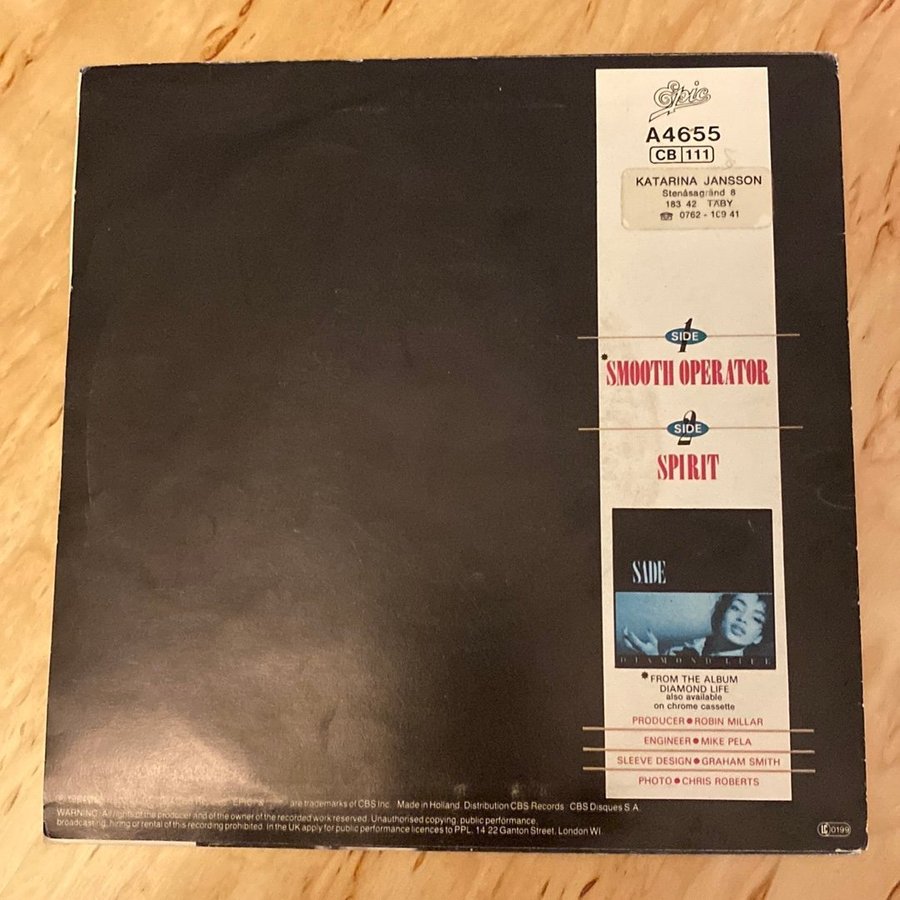 Epic
A4655
CB 111
KATARINA JANSSON
Stenåsagränd 8
183 42 TÄBY
☎ 0762 - 109 41
SIDE 1
*SMOOTH OPERATOR
SIDE 2
SPIRIT
SADE
DIAMOND LIFE
*FROM THE ALBUM
DIAMOND LIFE
also available
on chrome cassette
PRODUCER●ROBIN MILLAR
ENGINEER●MIKE PELA
SLEEVE DESIGN●GRAHAM SMITH
PHOTO●CHRIS ROBERTS
are trademarks of CBS Inc. Made in Holland. Distribution CBS Records CBS Disques S.A.
WARNING: All rights of the producer and of the owner of the recorded work reserved. Unauthorised copying, public performance,
broadcasting, hiring or rental of this recording prohibited. In the UK apply for public performance licences to PPL. 14 22 Ganton Street, London WI.
LC 0199